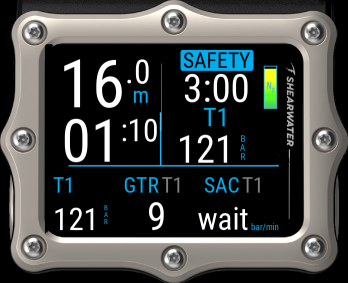 16.0 m
SAFETY
3:00
01:10
T1
121 BAR
T1 GTR T1 SAC T1
121 BAR 9 wait bar/min
N₂
SHEARWATER